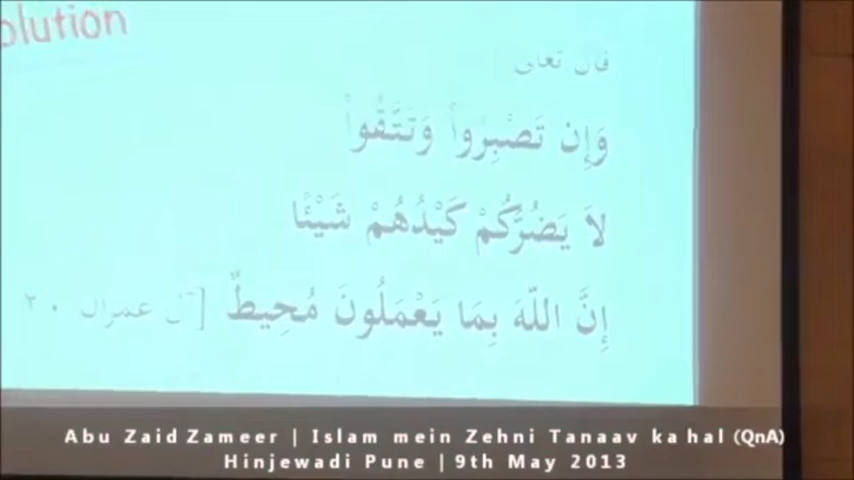 olution
قال تعالى
وَإِن تَصْبِرُواْ وَتَتَّقُواْ
لاَ يَضُرُّكُمْ كَيْدُهُمْ شَيْئًا
إِنَّ اللّهَ بِمَا يَعْمَلُونَ مُحِيطٌ [آل عمران ٢٠
Abu Zaid Zameer | Islam mein Zehni Tanaav ka hal (QnA)
Hinjewadi Pune | 9th May 2013